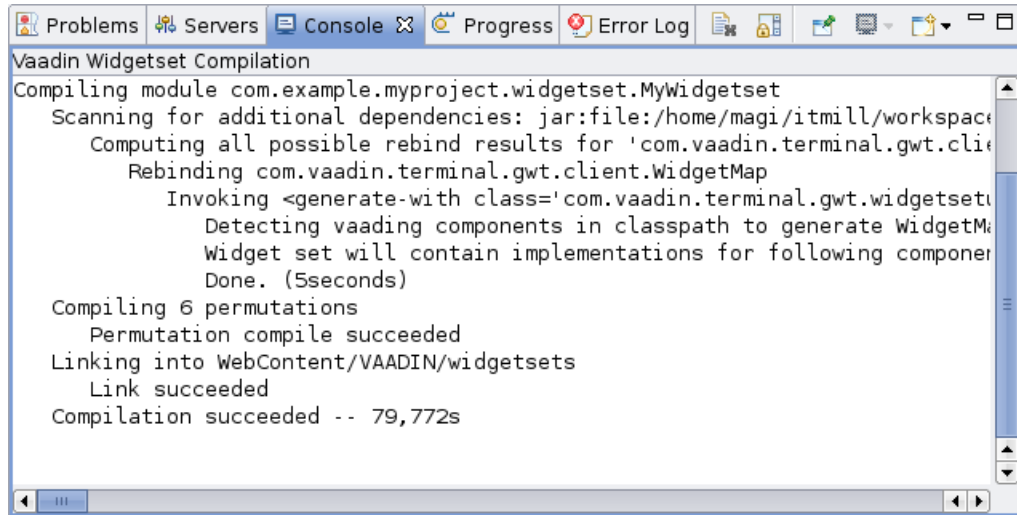 Problems Servers Console Progress Error Log
Vaadin Widgetset Compilation
Compiling module com.example.myproject.widgetset.MyWidgetset
Scanning for additional dependencies: jar:file:/home/magi/itmill/workspace
Computing all possible rebind results for 'com.vaadin.terminal.gwt.clie
Rebinding com.vaadin.terminal.gwt.client.WidgetMap
Invoking <generate-with class='com.vaadin.terminal.gwt.widgetsetu
Detecting vaading components in classpath to generate WidgetMa
Widget set will contain implementations for following componen
Done. (5seconds)
Compiling 6 permutations
Permutation compile succeeded
Linking into WebContent/VAADIN/widgetsets
Link succeeded
Compilation succeeded -- 79,772s